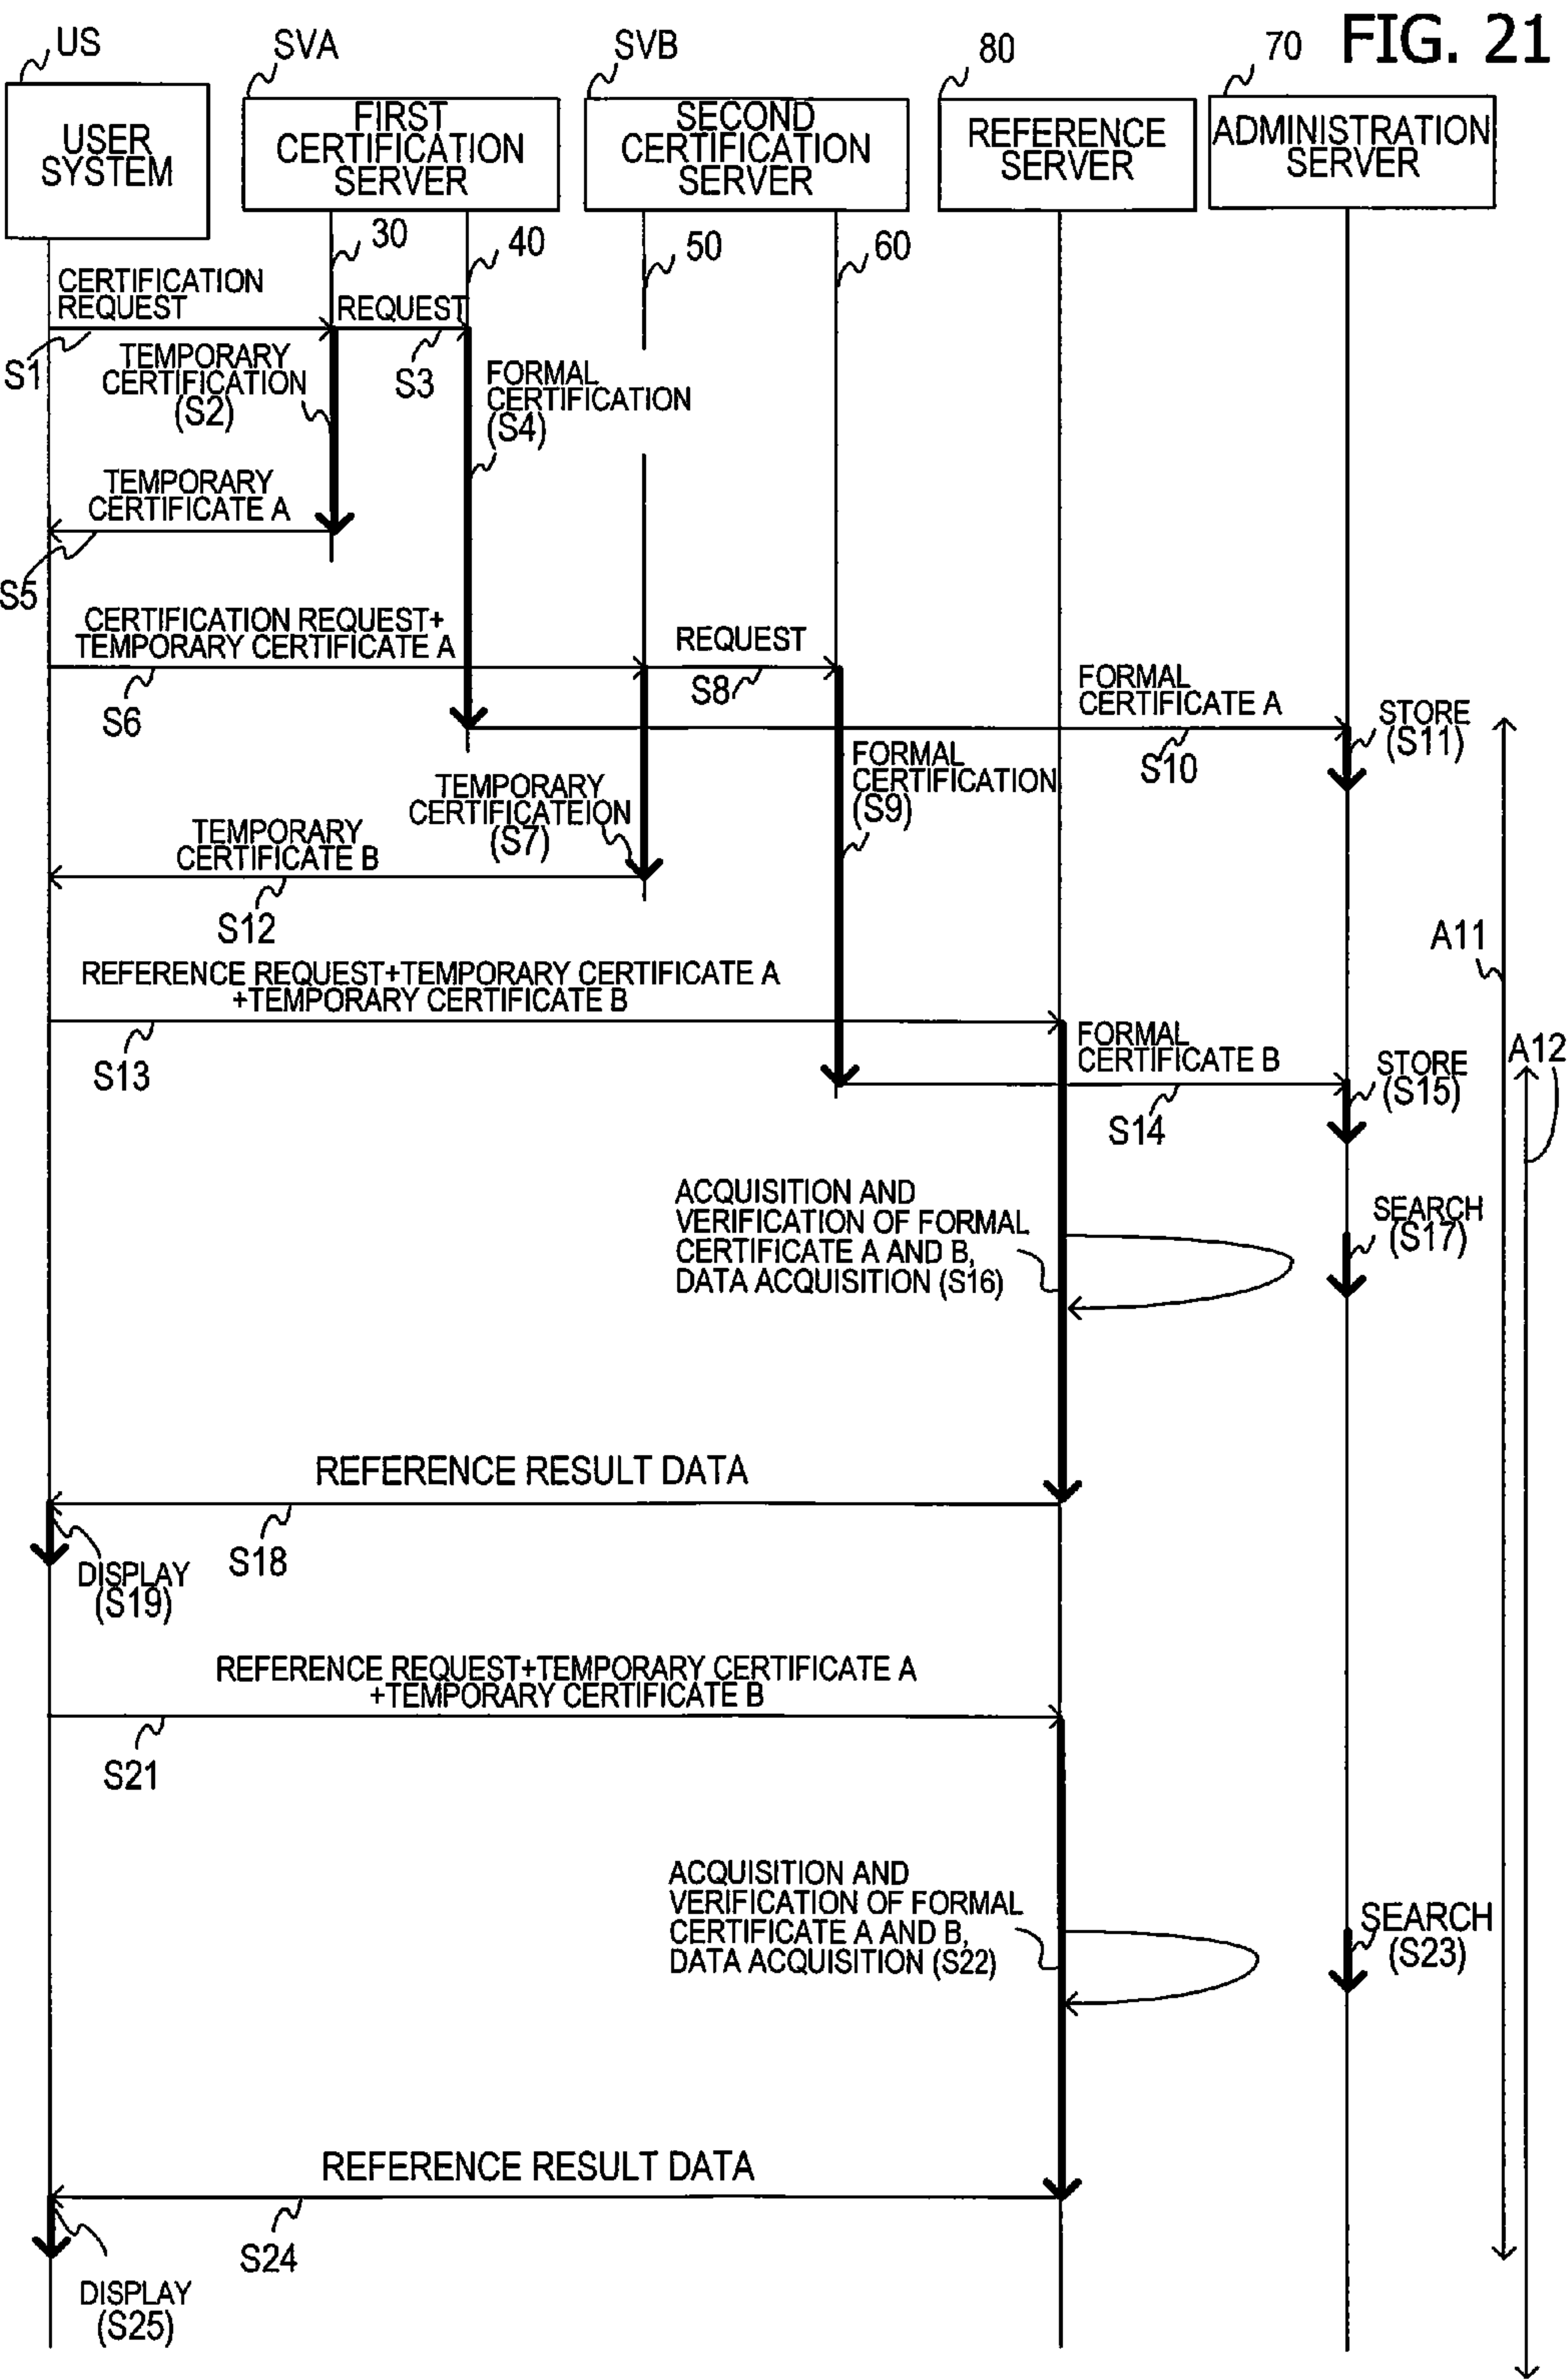 FIG. 21
US
SVA
SVB
80
70
USER
SYSTEM
FIRST
CERTIFICATION
SERVER
SECOND
CERTIFICATION
SERVER
REFERENCE
SERVER
ADMINISTRATION
SERVER
30
40
50
60
CERTIFICATION
REQUEST
REQUEST
S1
TEMPORARY
CERTIFICATION
(S2)
S3
FORMAL
CERTIFICATION
(S4)
TEMPORARY
CERTIFICATE A
S5
CERTIFICATION REQUEST+
TEMPORARY CERTIFICATE A
REQUEST
S6
S8
FORMAL
CERTIFICATE A
STORE
(S11)
S10
FORMAL
CERTIFICATION
(S9)
TEMPORARY
CERTIFICATEION
(S7)
TEMPORARY
CERTIFICATE B
S12
A11
REFERENCE REQUEST+TEMPORARY CERTIFICATE A
+TEMPORARY CERTIFICATE B
S13
FORMAL
CERTIFICATE B
A12
STORE
(S15)
S14
ACQUISITION AND
VERIFICATION OF FORMAL
CERTIFICATE A AND B,
DATA ACQUISITION (S16)
SEARCH
(S17)
REFERENCE RESULT DATA
S18
DISPLAY
(S19)
REFERENCE REQUEST+TEMPORARY CERTIFICATE A
+TEMPORARY CERTIFICATE B
S21
ACQUISITION AND
VERIFICATION OF FORMAL
CERTIFICATE A AND B,
DATA ACQUISITION (S22)
SEARCH
(S23)
REFERENCE RESULT DATA
S24
DISPLAY
(S25)